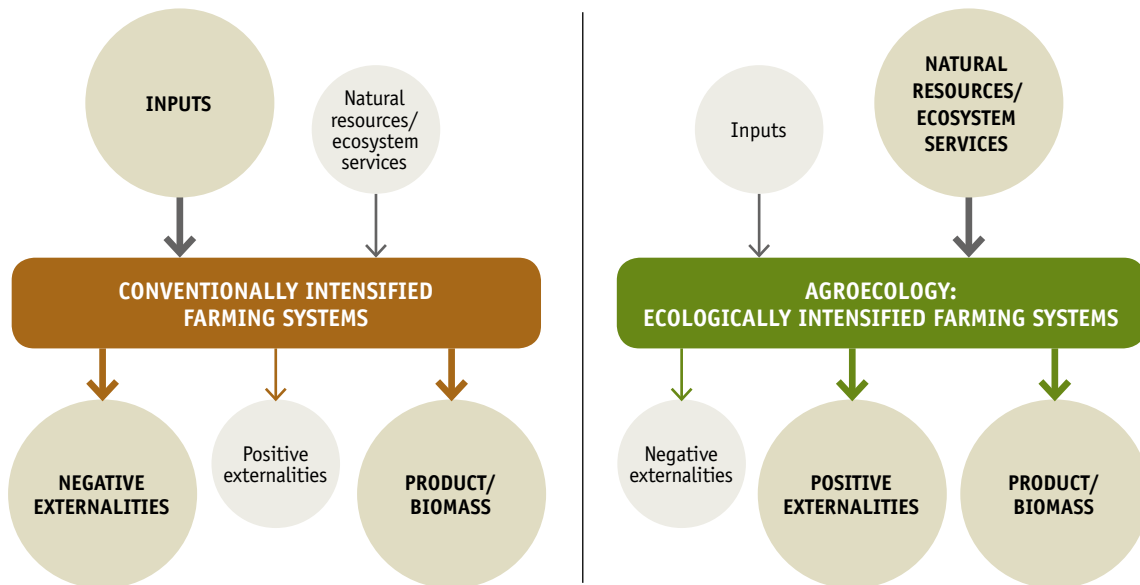 INPUTS
Natural
resources/
ecosystem
services
CONVENTIONALLY INTENSIFIED
FARMING SYSTEMS
NEGATIVE
EXTERNALITIES
Positive
externalities
PRODUCT/
BIOMASS
Inputs
NATURAL
RESOURCES/
ECOSYSTEM
SERVICES
AGROECOLOGY:
ECOLOGICALLY INTENSIFIED FARMING SYSTEMS
Negative
externalities
POSITIVE
EXTERNALITIES
PRODUCT/
BIOMASS